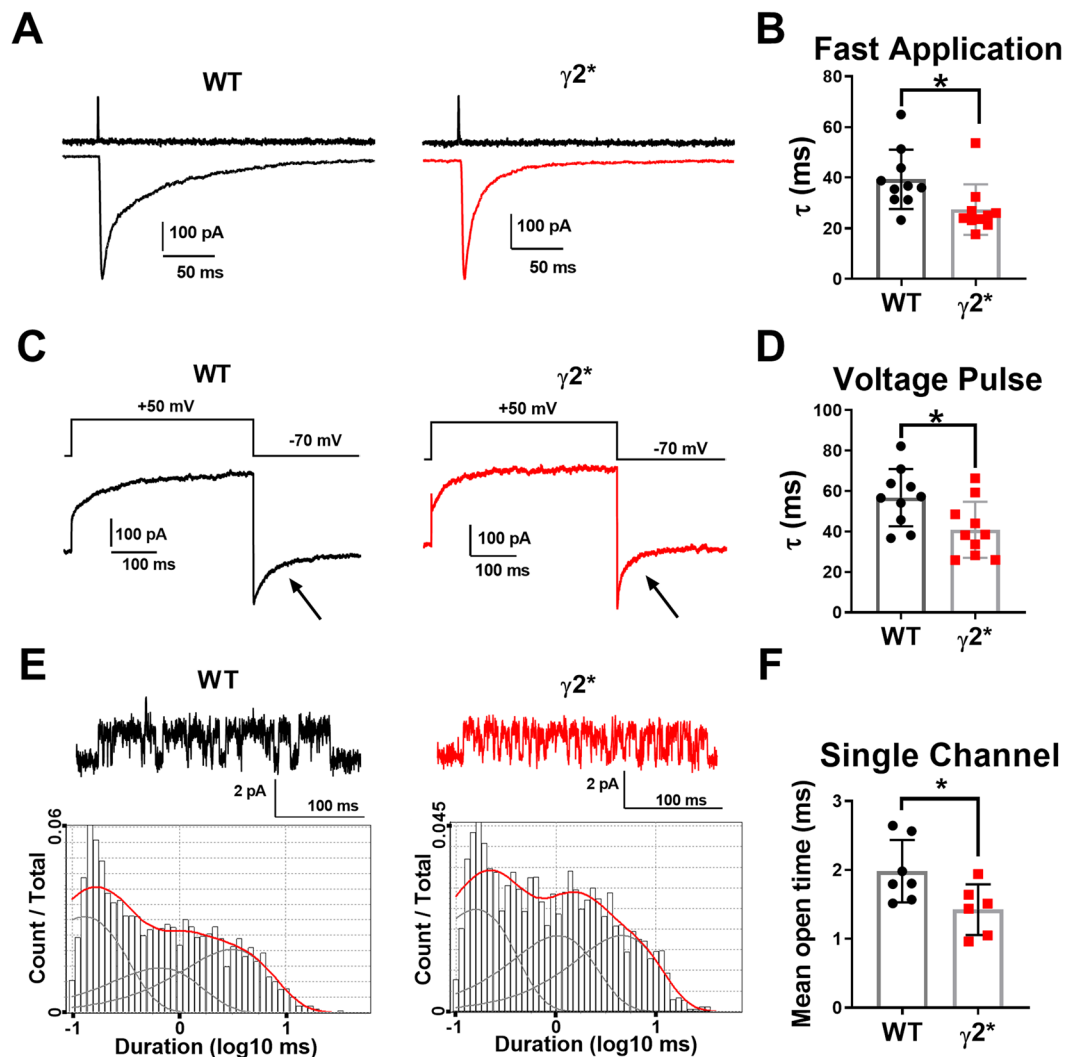 A
WT
γ2*
100 pA
50 ms
100 pA
50 ms
B
Fast Application
*
80
60
40
20
0
τ (ms)
WT
γ2*
C
WT
γ2*
+50 mV
-70 mV
+50 mV
-70 mV
100 pA
100 ms
100 pA
100 ms
D
Voltage Pulse
*
100
80
60
40
20
0
τ (ms)
WT
γ2*
E
WT
γ2*
2 pA
100 ms
2 pA
100 ms
0.06
0
Count / Total
-1
0
1
Duration (log10 ms)
0.045
0
Count / Total
-1
0
1
Duration (log10 ms)
F
Single Channel
*
3
2
1
0
Mean open time (ms)
WT
γ2*